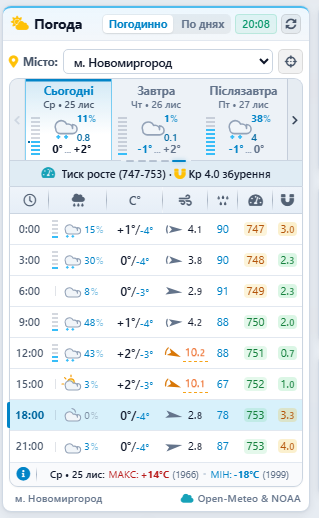 Погода Погодинно По днях 20:08
Місто: м. Новомиргород
Сьогодні Завтра Післязавтра
Ср • 25 лис Чт • 26 лис Пт • 27 лис
11% 1% 38%
0.8 0.1 4
0° ... +2° -1° ... +2° -1° ... 0°
Тиск росте (747-753) • Кр 4.0 збурення
C°
0:00 15% +1°/-4° 4.1 90 747 3.0
3:00 30% 0°/-4° 3.8 90 748 2.3
6:00 8% 0°/-3° 2.9 91 749 2.3
9:00 48% +1°/-4° 4.2 88 750 2.0
12:00 43% +2°/-3° 10.2 88 751 0.7
15:00 3% +2°/-3° 10.1 67 752 1.0
18:00 0% 0°/-4° 2.8 78 753 3.3
21:00 3% 0°/-4° 2.8 87 753 4.0
Ср • 25 лис: МАКС: +14°C (1966) · МІН: -18°C (1999)
м. Новомиргород Open-Meteo & NOAA